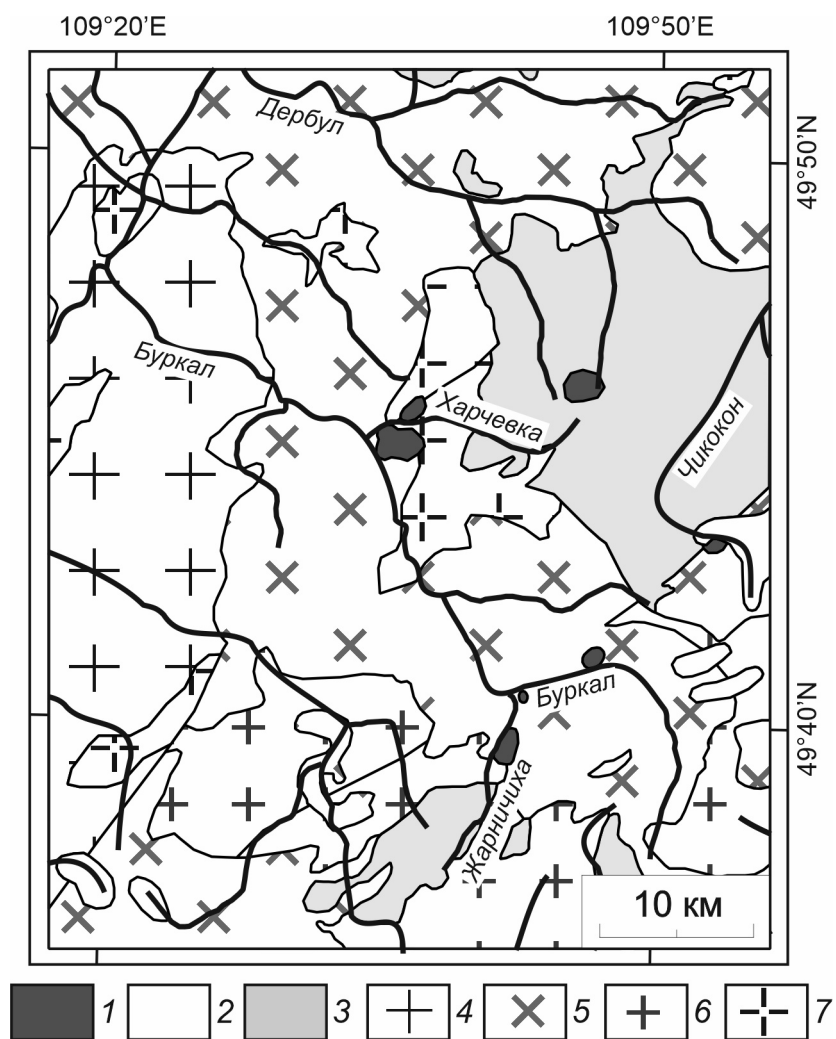 109°20'E 109°50'E
Дербул
49°50'N
Буркал
Харчевка
Чикокон
49°40'N
Буркал
Жарничиха
10 км
1 2 3 4 5 6 7